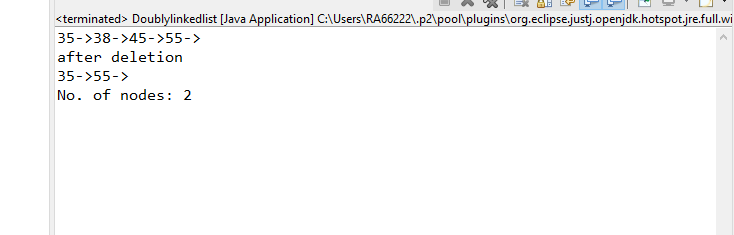 <terminated> Doublylinkedlist [Java Application] C:\Users\RA66222\.p2\pool\plugins\org.eclipse.justj.openjdk.hotspot.jre.full.wi
35->38->45->55->
after deletion
35->55->
No. of nodes: 2